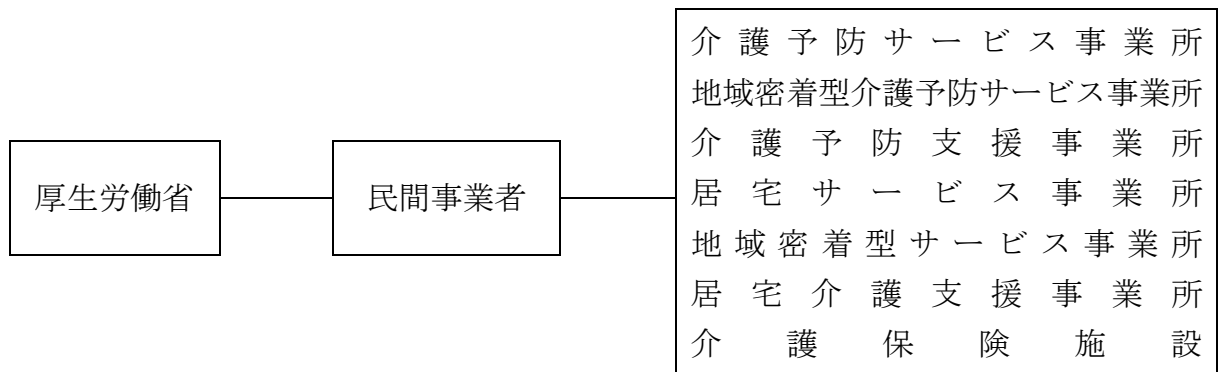 厚生労働省
民間事業者
介護予防サービス事業所
地域密着型介護予防サービス事業所
介護予防支援事業所
居宅サービス事業所
地域密着型サービス事業所
居宅介護支援事業所
介護保険施設